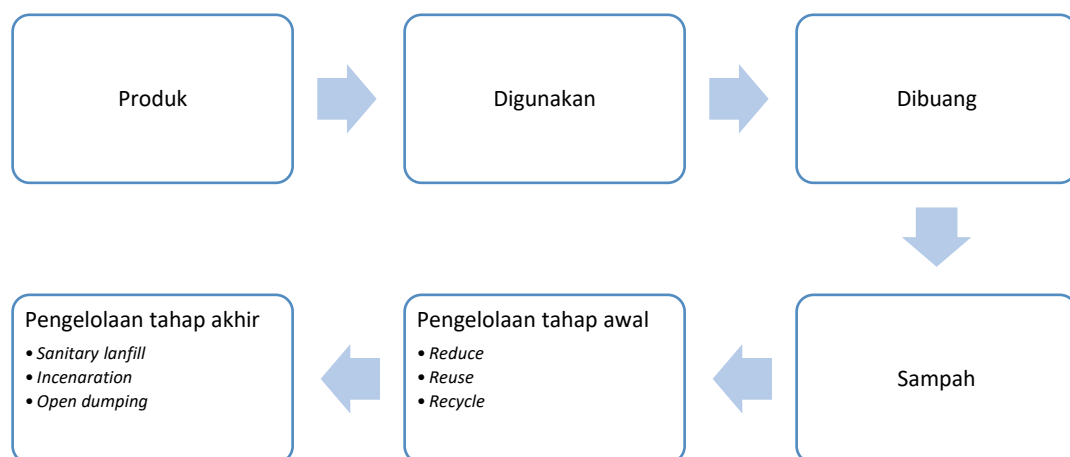 Produk
Digunakan
Dibuang
Sampah
Pengelolaan tahap awal
• Reduce
• Reuse
• Recycle
Pengelolaan tahap akhir
• Sanitary lanfill
• Incenaration
• Open dumping